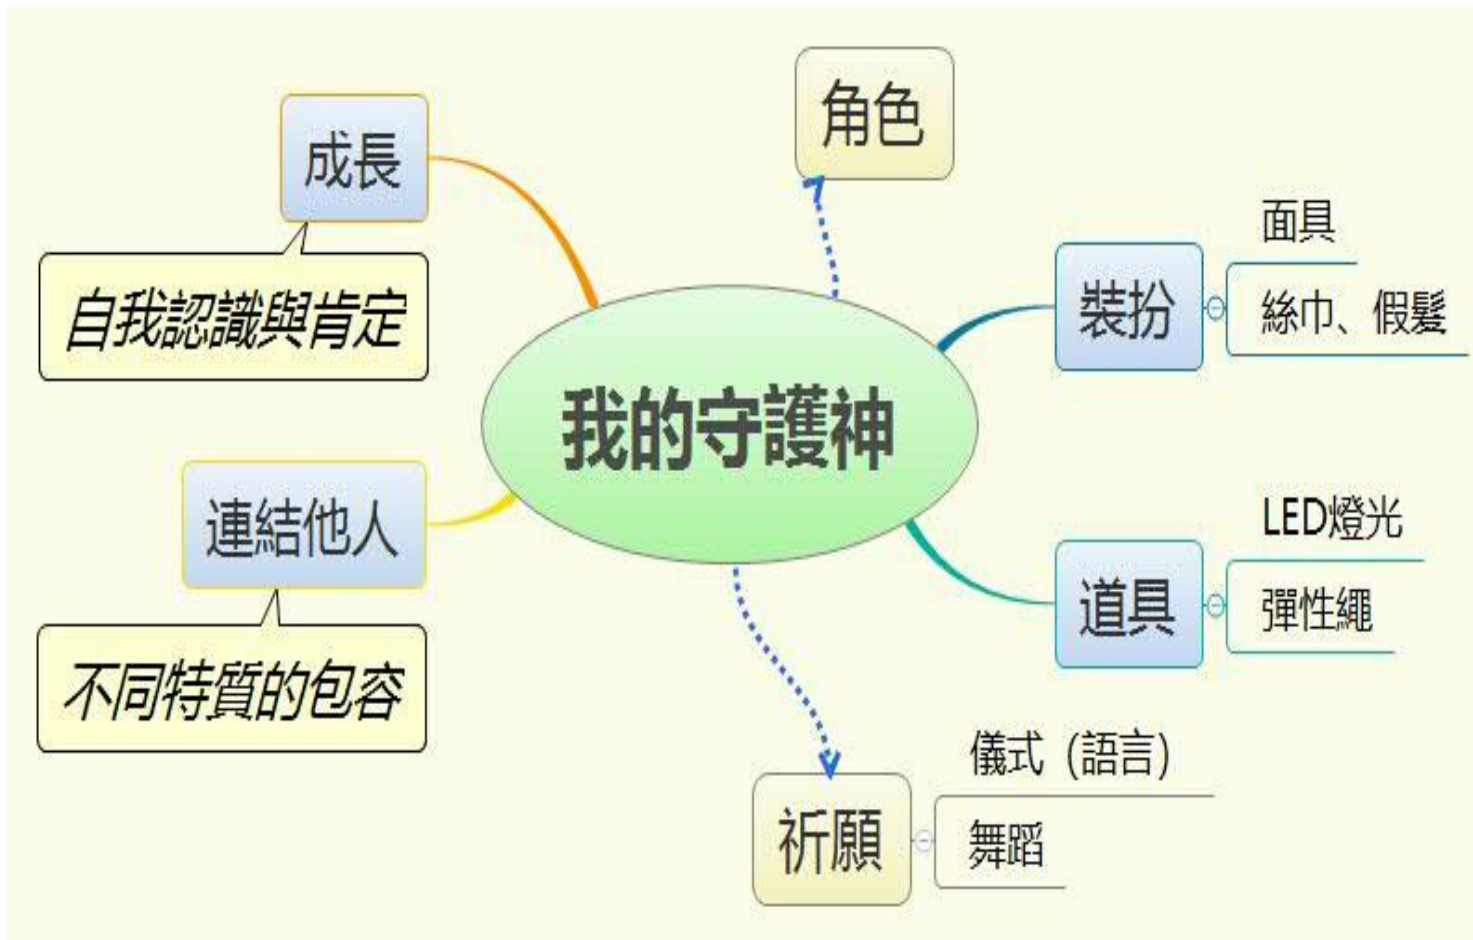 角色
成長
自我認識與肯定
面具
裝扮
絲巾、假髮
我的守護神
連結他人
不同特質的包容
LED燈光
道具
彈性繩
儀式（語言）
祈願
舞蹈